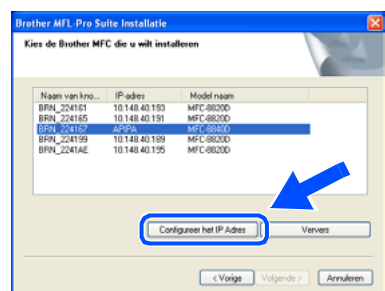 Brother MFL-Pro Suite Installatie
Kies de Brother MFC die u wilt installeren
Naam van kno... IP-adres Model naam
BRN_224161 10.148.40.193 MFC-8820D
BRN_224165 10.148.40.191 MFC-8820D
BRN_224167 APIPA MFC-8840D
BRN_224199 10.148.40.189 MFC-8820D
BRN_2241AE 10.148.40.195 MFC-8820D
Configureer het IP Adres Ververs
< Vorige Volgende > Annuleren